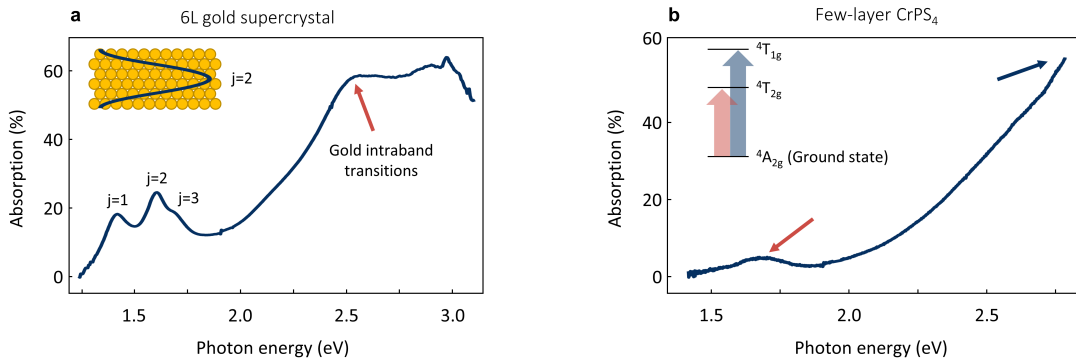 a
6L gold supercrystal
j=2
j=1
j=2
j=3
Gold intraband
transitions
60
40
20
0
1.5
2.0
2.5
3.0
Absorption (%)
Photon energy (eV)
b
Few-layer CrPS₄
⁴T₁g
⁴T₂g
⁴A₂g (Ground state)
60
40
20
0
1.5
2.0
2.5
Absorption (%)
Photon energy (eV)